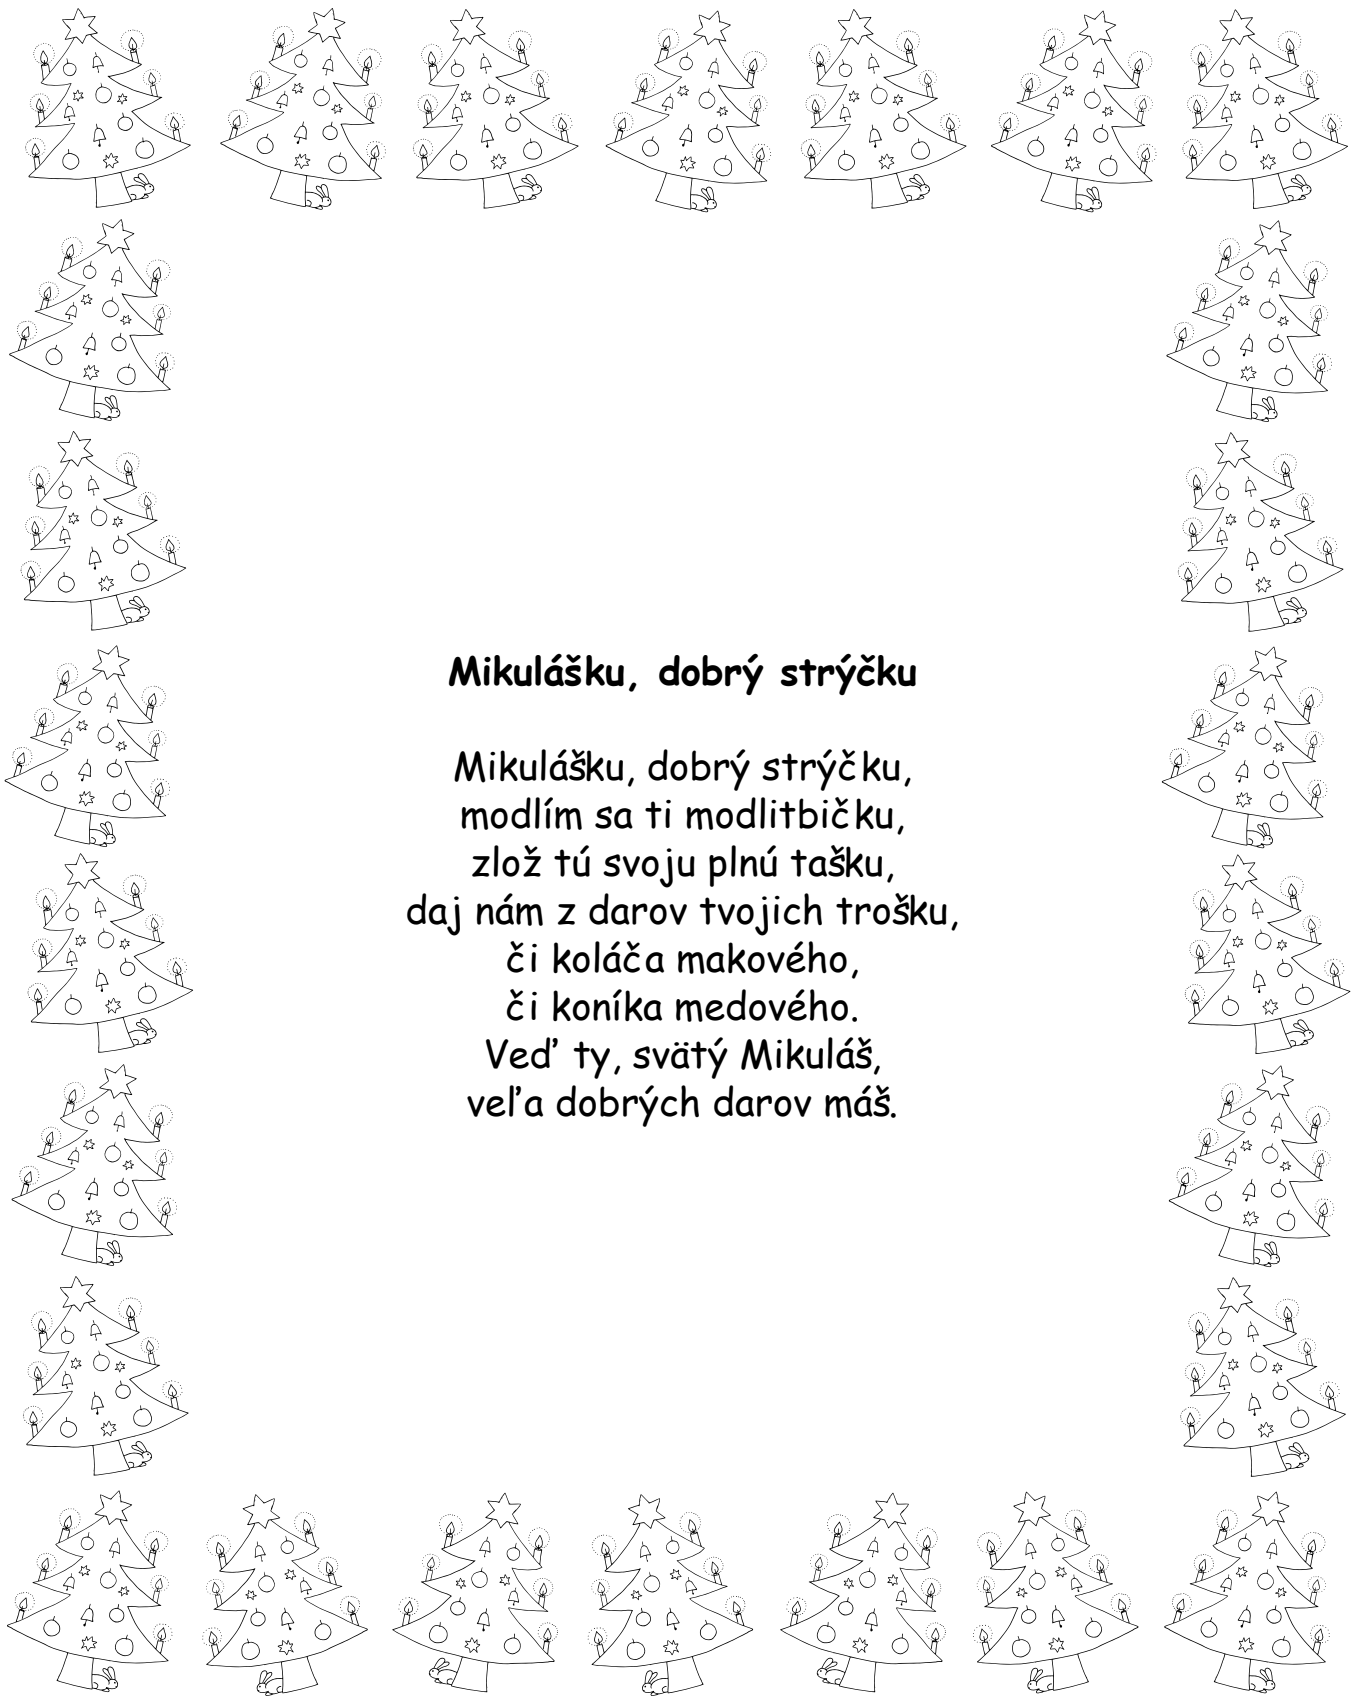 Mikulášku, dobrý strýčku
Mikulášku, dobrý strýčku,
modlím sa ti modlitbičku,
zlož tú svoju plnú tašku,
daj nám z darov tvojich trošku,
či koláča makového,
či koníka medového.
Veď ty, svätý Mikuláš,
veľa dobrých darov máš.